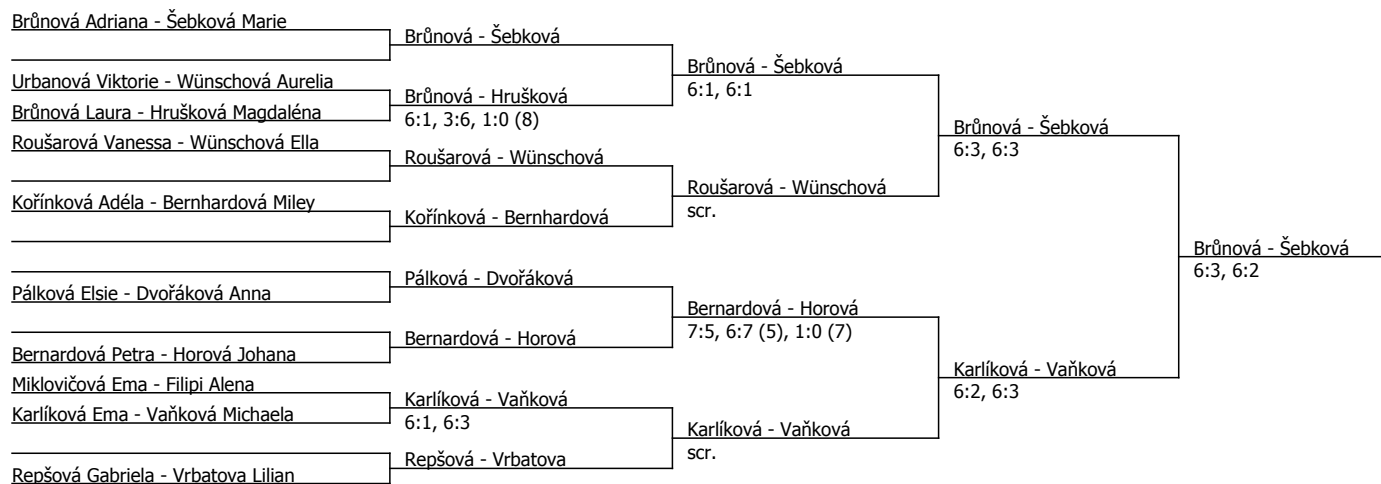 Brůnová Adriana - Šebková Marie
Urbanová Viktorie - Wünschová Aurelia
Brůnová Laura - Hrušková Magdaléna
Roušarová Vanessa - Wünschová Ella
Kořínková Adéla - Bernhardová Miley
Pálková Elsie - Dvořáková Anna
Bernardová Petra - Horová Johana
Miklovičová Ema - Filipi Alena
Karlíková Ema - Vaňková Michaela
Repšová Gabriela - Vrbatova Lilian
Brůnová - Šebková
Brůnová - Hrušková
6:1, 3:6, 1:0 (8)
Roušarová - Wünschová
Kořínková - Bernhardová
Pálková - Dvořáková
Bernardová - Horová
Karlíková - Vaňková
6:1, 6:3
Repšová - Vrbatova
Brůnová - Šebková
6:1, 6:1
Roušarová - Wünschová
scr.
Bernardová - Horová
7:5, 6:7 (5), 1:0 (7)
Karlíková - Vaňková
scr.
Brůnová - Šebková
6:3, 6:3
Karlíková - Vaňková
6:2, 6:3
Brůnová - Šebková
6:3, 6:2